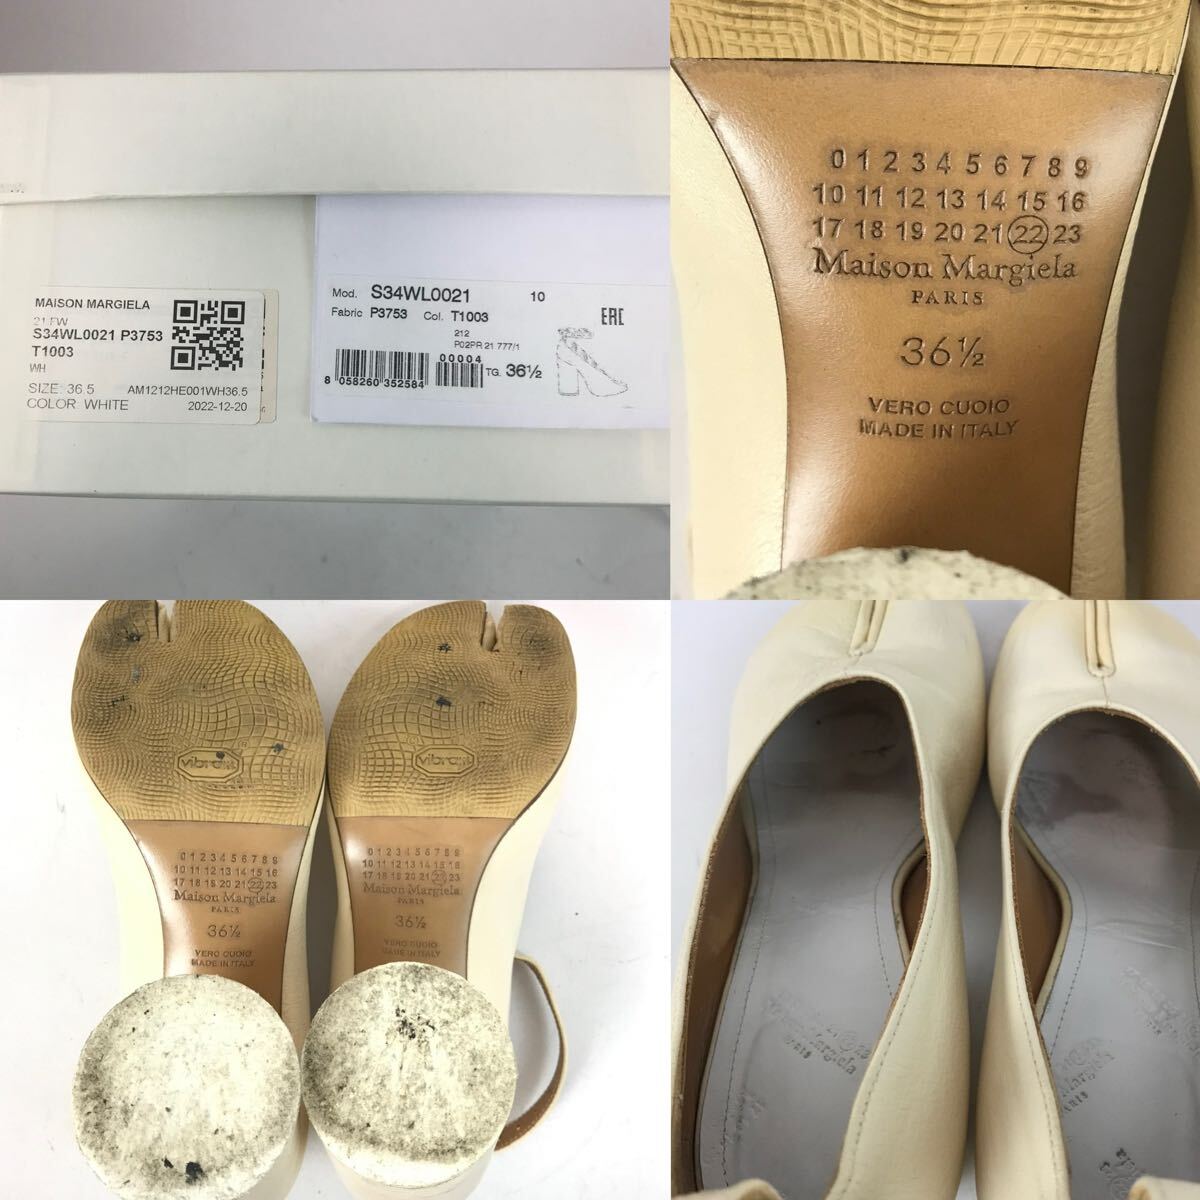 MAISON MARGIELA
21 FW
S34WL0021 P3753
T1003
WH
SIZE: 36.5 AM1212HE001WH36.5
COLOR: WHITE 2022-12-20
Mod. S34WL0021 10
Fabric P3753 Col. T1003
212
P02PR 21 777/1
00004
8 058260 352584 TG. 36½
EAC
0 1 2 3 4 5 6 7 8 9
10 11 12 13 14 15 16
17 18 19 20 21 22 23
Maison Margiela
PARIS
36½
VERO CUOIO
MADE IN ITALY
vibram
vibram
0 1 2 3 4 5 6 7 8 9
10 11 12 13 14 15 16
17 18 19 20 21 22 23
Maison Margiela
PARIS
36½
VERO CUOIO
MADE IN ITALY
0 1 2 3 4 5 6 7 8 9
10 11 12 13 14 15 16
17 18 19 20 21 22 23
Maison Margiela
PARIS
36½
VERO CUOIO
MADE IN ITALY